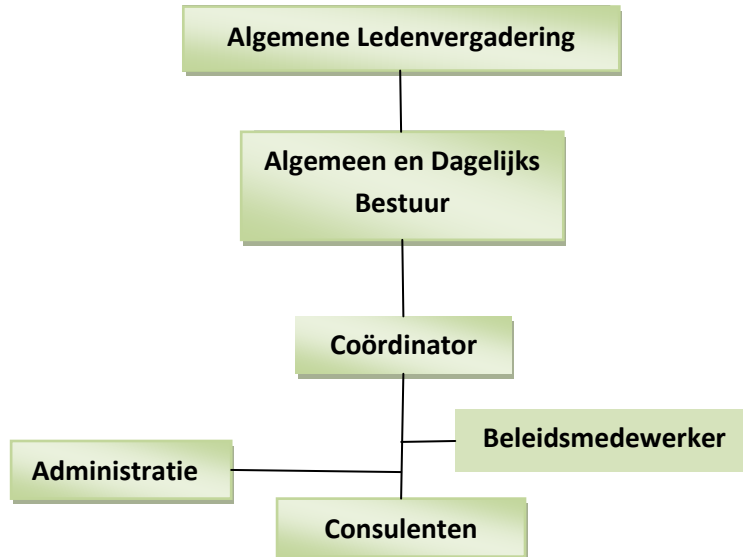 Algemene Ledenvergadering
Algemeen en Dagelijks
Bestuur
Coördinator
Beleidsmedewerker
Administratie
Consulenten